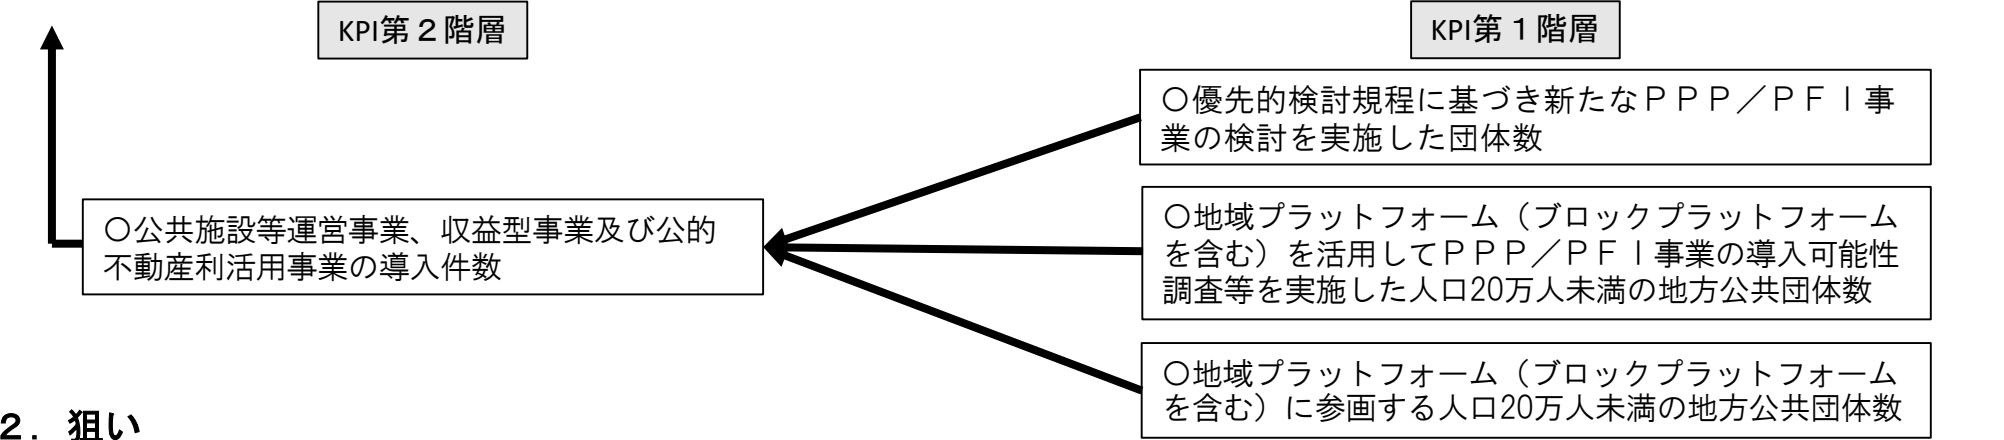 KPI第２階層
KPI第１階層
〇優先的検討規程に基づき新たなＰＰＰ／ＰＦＩ事
業の検討を実施した団体数
〇公共施設等運営事業、収益型事業及び公的
不動産利活用事業の導入件数
〇地域プラットフォーム（ブロックプラットフォーム
を含む）を活用してＰＰＰ／ＰＦＩ事業の導入可能性
調査等を実施した人口20万人未満の地方公共団体数
〇地域プラットフォーム（ブロックプラットフォーム
を含む）に参画する人口20万人未満の地方公共団体数
２．狙い